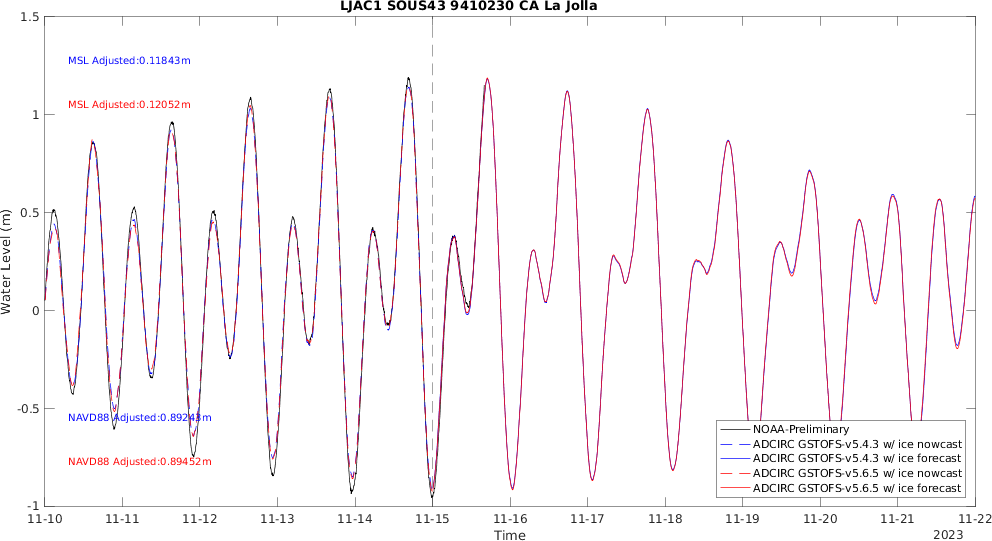 LJAC1 SOUS43 9410230 CA La Jolla
1.5
1
0.5
0
-0.5
-1
Water Level (m)
MSL Adjusted:0.11843m
MSL Adjusted:0.12052m
NAVD88 Adjusted:0.89243m
NAVD88 Adjusted:0.89452m
NOAA-Preliminary
ADCIRC GSTOFS-v5.4.3 w/ ice nowcast
ADCIRC GSTOFS-v5.4.3 w/ ice forecast
ADCIRC GSTOFS-v5.6.5 w/ ice nowcast
ADCIRC GSTOFS-v5.6.5 w/ ice forecast
11-10 11-11 11-12 11-13 11-14 11-15 11-16 11-17 11-18 11-19 11-20 11-21 11-22
Time
2023